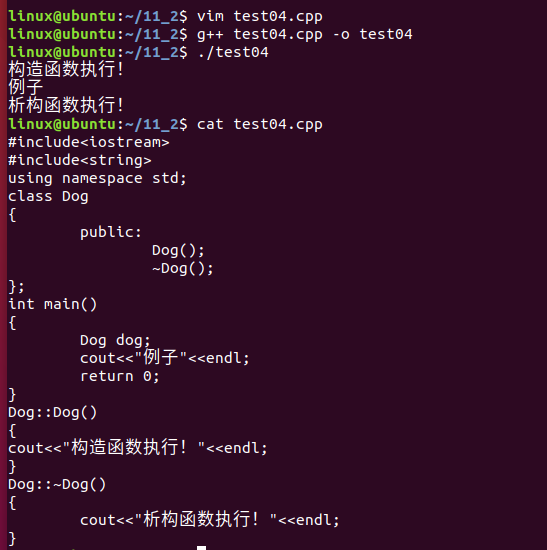 linux@ubuntu:~/11_2$ vim test04.cpp
linux@ubuntu:~/11_2$ g++ test04.cpp -o test04
linux@ubuntu:~/11_2$ ./test04
构造函数执行！
例子
析构函数执行！
linux@ubuntu:~/11_2$ cat test04.cpp
#include<iostream>
#include<string>
using namespace std;
class Dog
{
        public:
                Dog();
                ~Dog();
};
int main()
{
        Dog dog;
        cout<<"例子"<<endl;
        return 0;
}
Dog::Dog()
{
cout<<"构造函数执行！"<<endl;
}
Dog::~Dog()
{
        cout<<"析构函数执行！"<<endl;
}